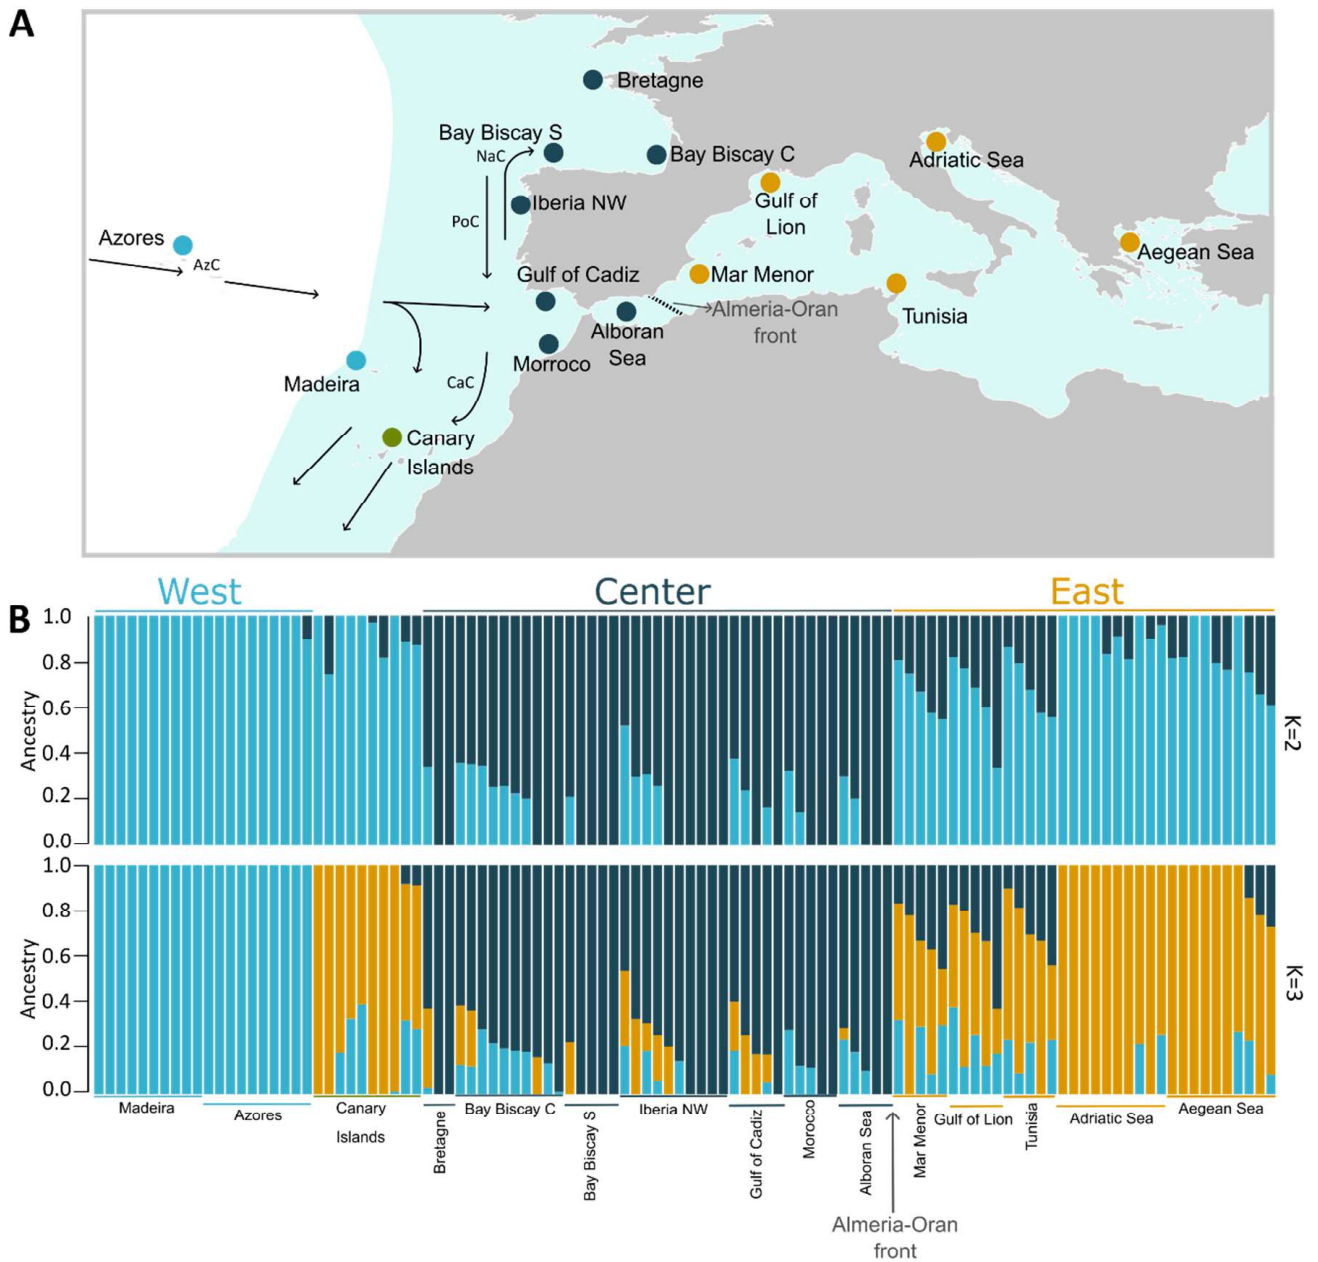 A
Bretagne
Bay Biscay S
NaC
Bay Biscay C
Adriatic Sea
Iberia NW
Gulf of
Lion
PoC
Azores
AzC
Aegean Sea
Gulf of Cadiz
Mar Menor
Almeria-Oran
front
Tunisia
Alboran
Sea
Morroco
Madeira
CaC
Canary
Islands
West
Center
East
B
1.0
0.8
0.6
0.4
0.2
0.0
Ancestry
K=2
1.0
0.8
0.6
0.4
0.2
0.0
Ancestry
K=3
Madeira
Azores
Canary
Islands
Bretagne
Bay Biscay C
Bay Biscay S
Iberia NW
Gulf of Cadiz
Morocco
Alboran Sea
Mar Menor
Gulf of Lion
Tunisia
Adriatic Sea
Aegean Sea
Almeria-Oran
front